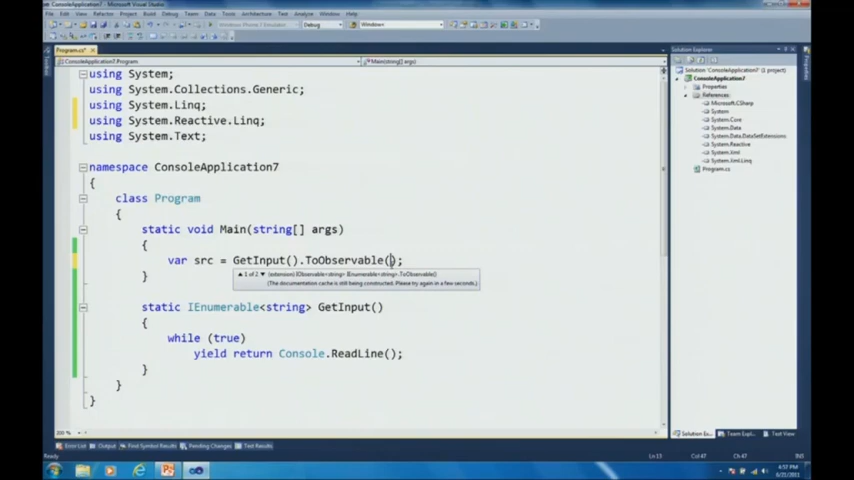 Program.cs - Microsoft Visual Studio
File Edit View Refactor Project Build Debug Team Data Tools Architecture Test Analyze Window Help
Debug
Windows
Program.cs*
ConsoleApplication7.Program
Main(string[] args)
using System;
using System.Collections.Generic;
using System.Linq;
using System.Reactive.Linq;
using System.Text;
namespace ConsoleApplication7
{
class Program
{
static void Main(string[] args)
{
var src = GetInput().ToObservable();
1 of 2 (extension) IObservable<string> IEnumerable<string>.ToObservable()
(The documentation cache is still being constructed. Please try again in a few seconds.)
}
static IEnumerable<string> GetInput()
{
while (true)
yield return Console.ReadLine();
}
}
}
Solution Explorer
Solution 'ConsoleApplication7' (1 project)
ConsoleApplication7
Properties
References
Microsoft.CSharp
System
System.Core
System.Data
System.Data.DataSetExtensions
System.Reactive
System.Xml
System.Xml.Linq
Program.cs
Solution Ex... Team Expl... Test View
Error List Output Find Symbol Results Pending Changes Test Results
Ln 13 Col 47 Ch 47 INS
4:32 PM